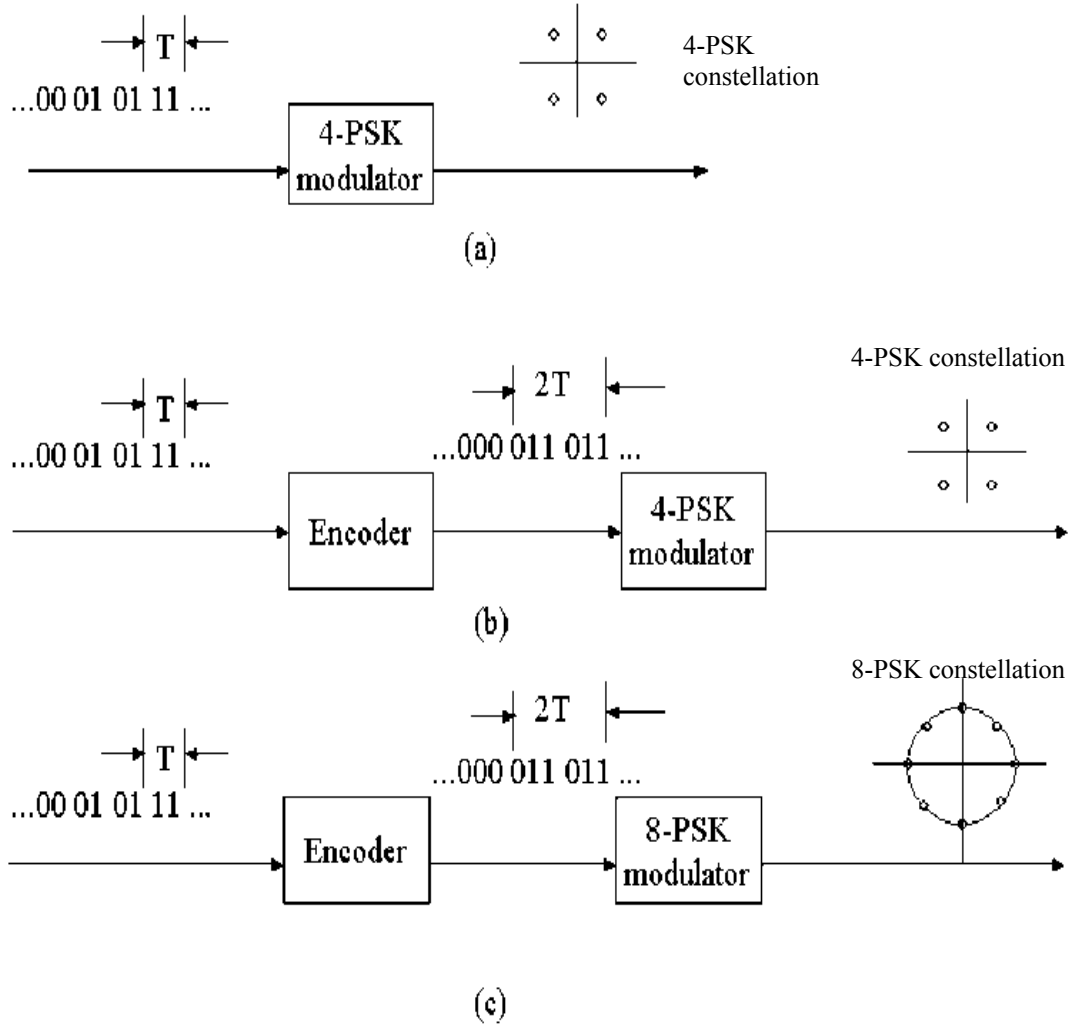 T
4-PSK
constellation
...00 01 01 11 ...
4-PSK
modulator
(a)
4-PSK constellation
T
2T
...00 01 01 11 ...
...000 011 011 ...
Encoder
4-PSK
modulator
(b)
8-PSK constellation
T
2T
...00 01 01 11 ...
...000 011 011 ...
Encoder
8-PSK
modulator
(c)